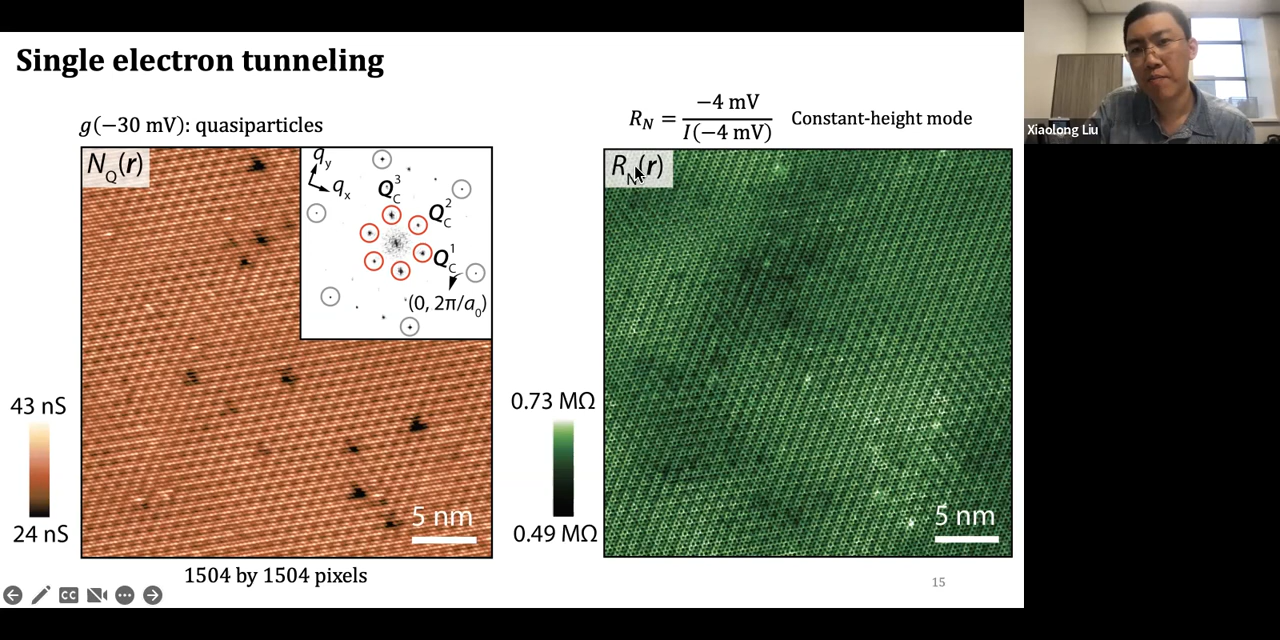 Single electron tunneling
g(−30 mV): quasiparticles
R_N = −4 mV / I(−4 mV) Constant-height mode
N_Q(r)
q_y
q_x
Q_C^3
Q_C^2
Q_C^1
(0, 2π/a_0)
43 nS
24 nS
5 nm
1504 by 1504 pixels
R_N(r)
0.73 MΩ
0.49 MΩ
5 nm
15
CC
Xiaolong Liu